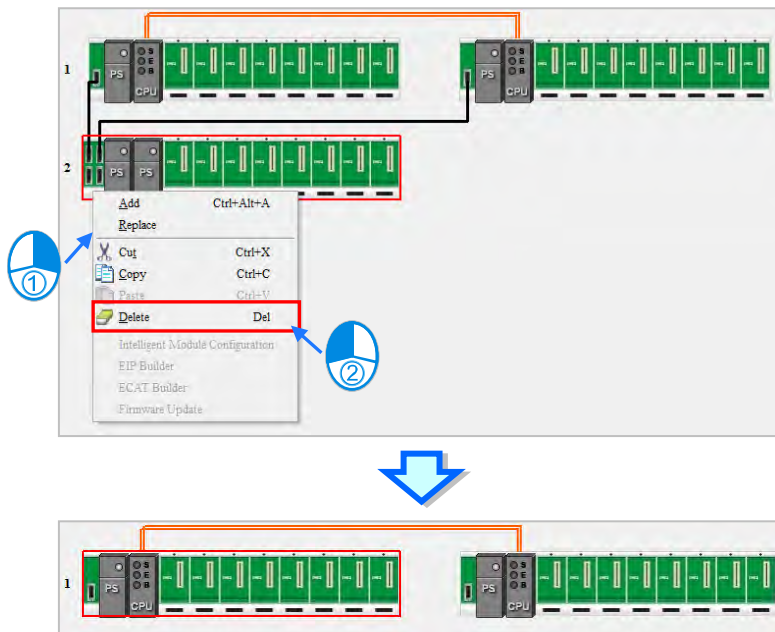 1
PS
S
E
B
CPU
PS
S
E
B
CPU
2
PS PS
Add Ctrl+Alt+A
Replace
Cut Ctrl+X
Copy Ctrl+C
Paste Ctrl+V
Delete Del
Intelligent Module Configuration
EIP Builder
ECAT Builder
Firmware Update
1
2
1
PS
S
E
B
CPU
PS
S
E
B
CPU